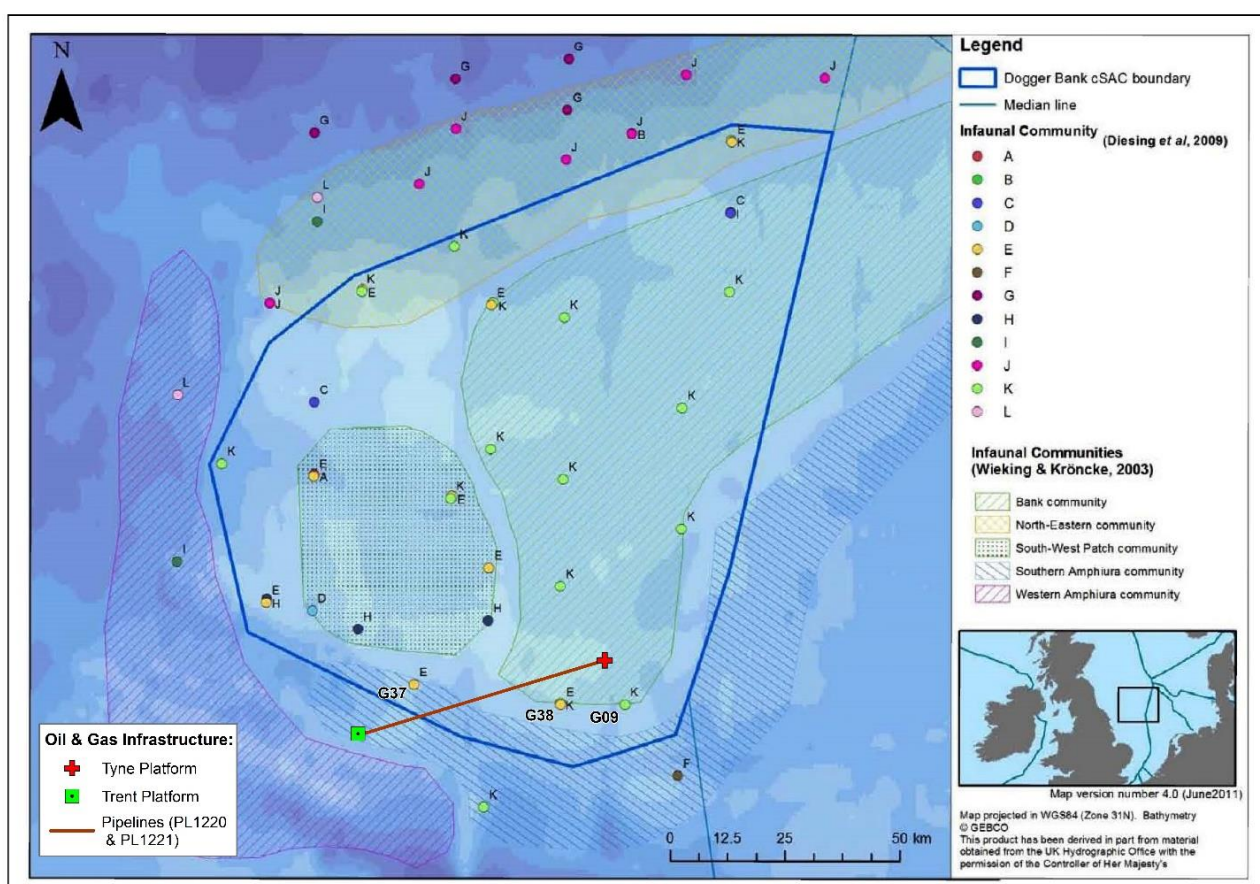 N
G
G
J
J
G
J
J
B
E
K
J
J
L
I
C
I
K
K
E
J
J
E
K
K
K
L
C
K
K
K
E
A
K
E
K
K
I
E
K
E
H
D
H
H
E
G37
E
K
G38
K
G09
F
K
Oil & Gas Infrastructure:
Tyne Platform
Trent Platform
Pipelines (PL1220
& PL1221)
0 12.5 25 50 km
Legend
Dogger Bank cSAC boundary
Median line
Infaunal Community (Diesing et al, 2009)
A
B
C
D
E
F
G
H
I
J
K
L
Infaunal Communities
(Wieking & Kröncke, 2003)
Bank community
North-Eastern community
South-West Patch community
Southern Amphiura community
Western Amphiura community
Map version number 4.0 (June2011)
Map projected in WGS84 (Zone 31N). Bathymetry
© GEBCO
This product has been derived in part from material
obtained from the UK Hydrographic Office with the
permission of the Controller of Her Majesty's